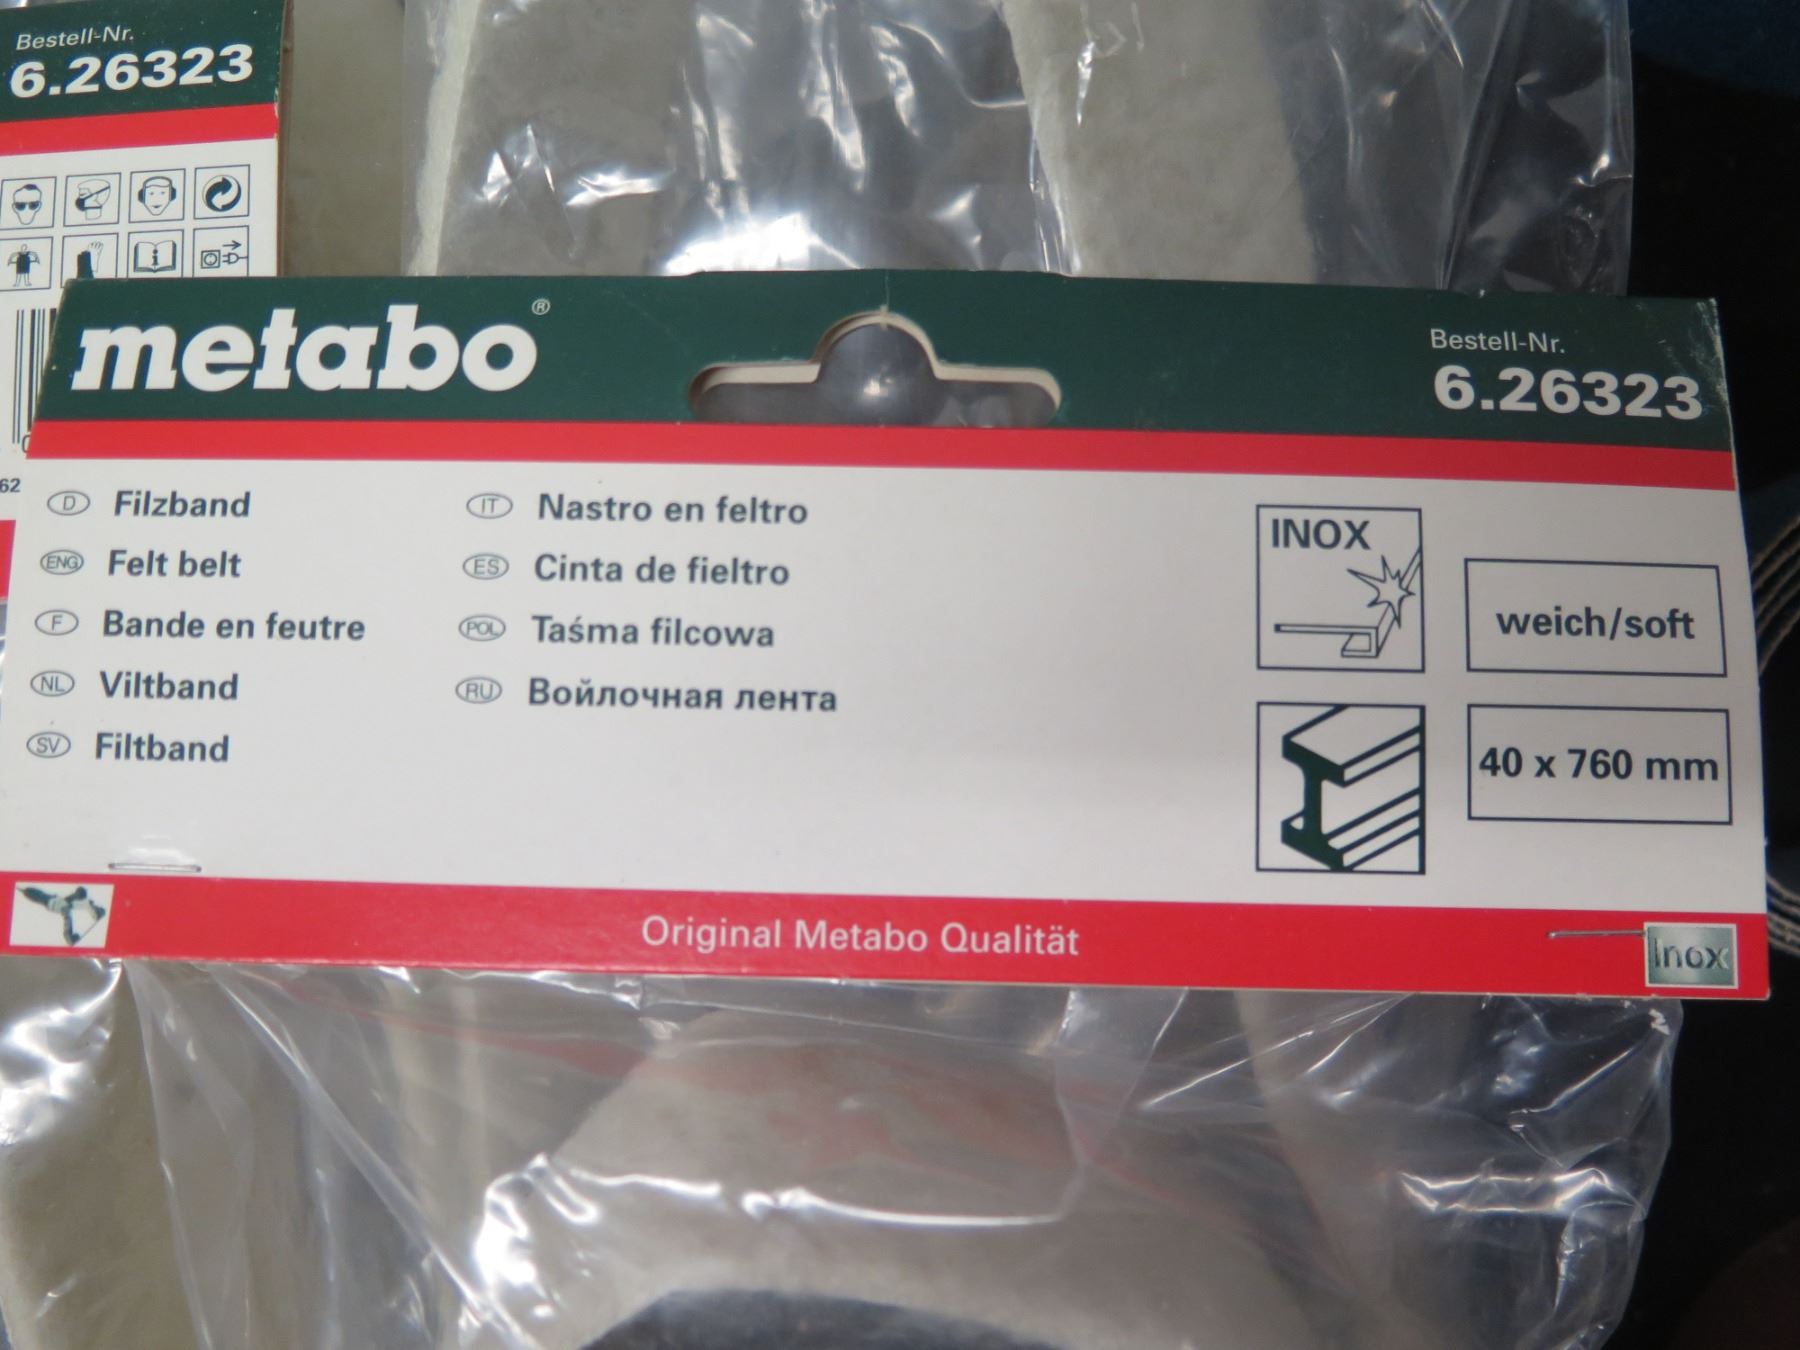 Bestell-Nr.
6.26323
metabo®
Bestell-Nr.
6.26323
D Filzband
ENG Felt belt
F Bande en feutre
NL Viltband
SV Filtband
IT Nastro en feltro
ES Cinta de fieltro
POL Taśma filcowa
RU Войлочная лента
INOX
weich/soft
40 x 760 mm
62
Original Metabo Qualität
Inox